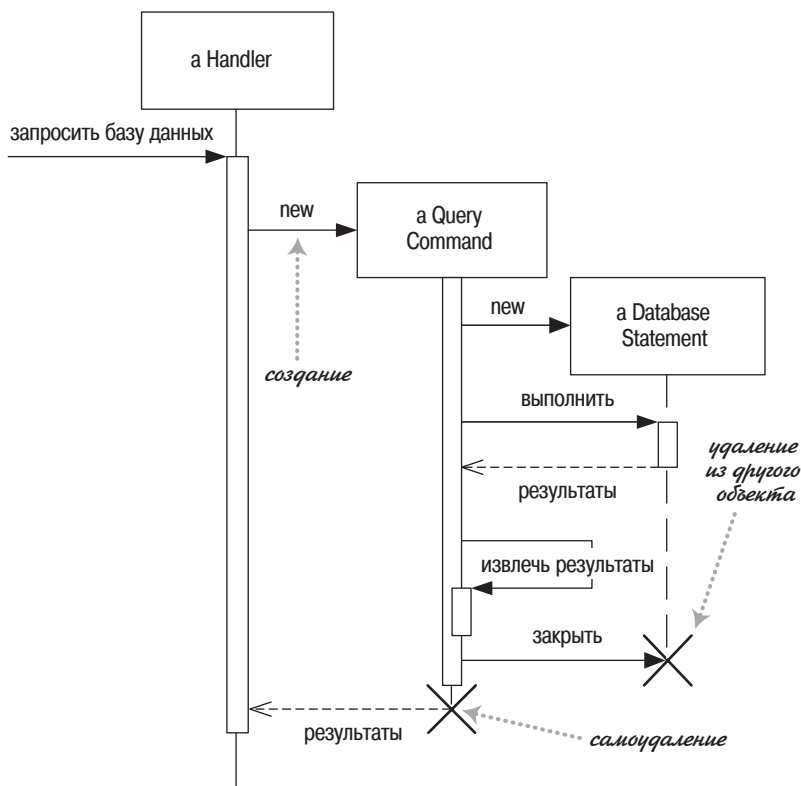 a Handler
запросить базу данных
new
a Query
Command
new
a Database
Statement
создание
выполнить
удаление
из другого
объекта
результаты
извлечь результаты
закрыть
результаты
самоудаление